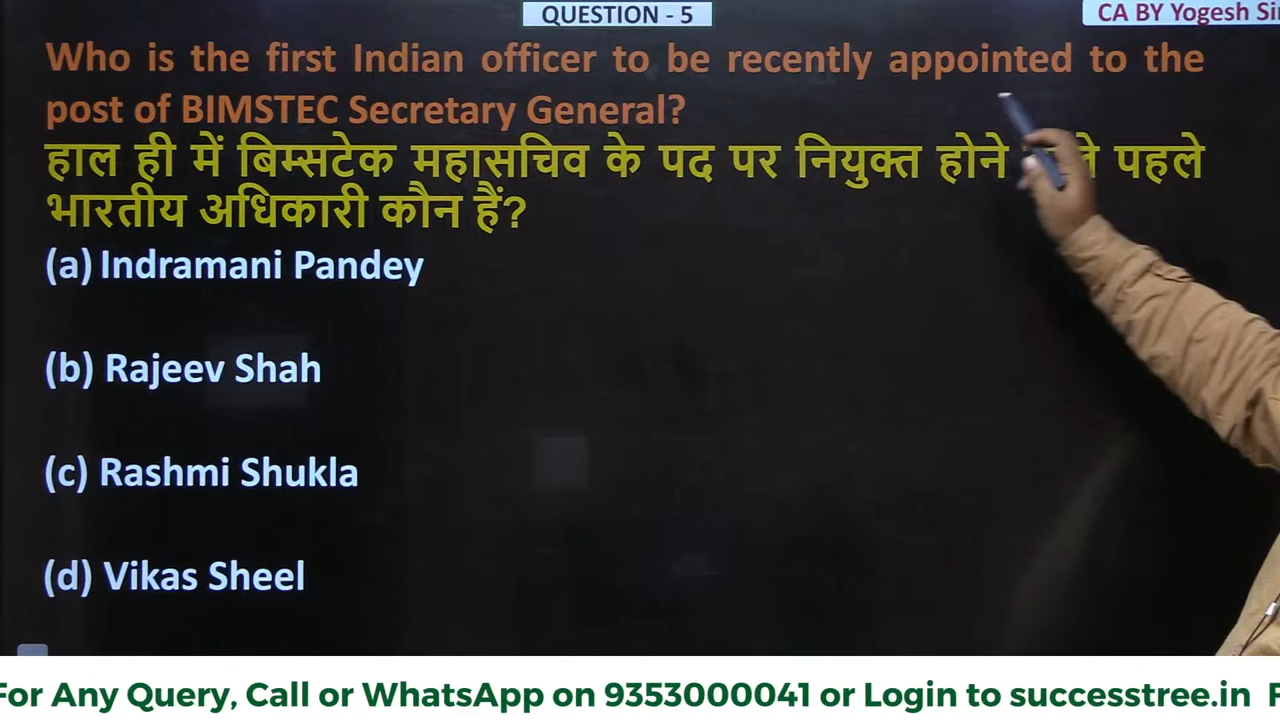 QUESTION - 5
CA BY Yogesh
Who is the first Indian officer to be recently appointed to the
post of BIMSTEC Secretary General?
हाल ही में बिम्सटेक महासचिव के पद पर नियुक्त होने पहले
भारतीय अधिकारी कौन हैं?
(a) Indramani Pandey
(b) Rajeev Shah
(c) Rashmi Shukla
(d) Vikas Sheel
For Any Query, Call or WhatsApp on 9353000041 or Login to successtree.in